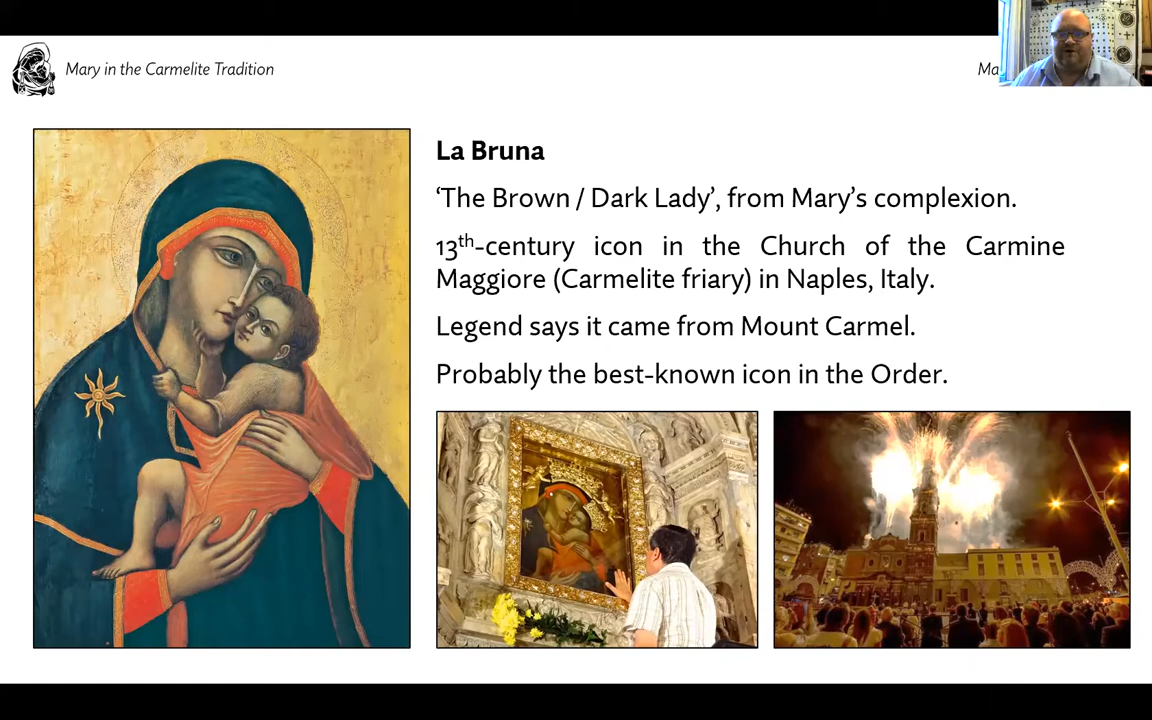 Mary in the Carmelite Tradition
La Bruna
‘The Brown / Dark Lady’, from Mary’s complexion.
13th-century icon in the Church of the Carmine
Maggiore (Carmelite friary) in Naples, Italy.
Legend says it came from Mount Carmel.
Probably the best-known icon in the Order.